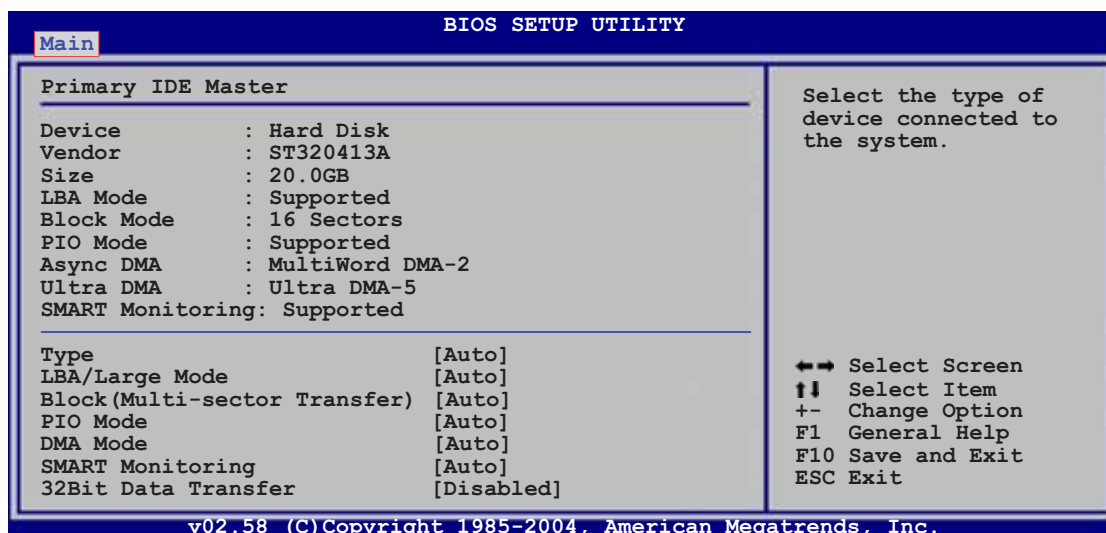 BIOS SETUP UTILITY
Main
Primary IDE Master
Device : Hard Disk
Vendor : ST320413A
Size : 20.0GB
LBA Mode : Supported
Block Mode : 16 Sectors
PIO Mode : Supported
Async DMA : MultiWord DMA-2
Ultra DMA : Ultra DMA-5
SMART Monitoring: Supported
Type [Auto]
LBA/Large Mode [Auto]
Block(Multi-sector Transfer) [Auto]
PIO Mode [Auto]
DMA Mode [Auto]
SMART Monitoring [Auto]
32Bit Data Transfer [Disabled]
Select the type of
device connected to
the system.
←→ Select Screen
↑↓ Select Item
+- Change Option
F1 General Help
F10 Save and Exit
ESC Exit
v02.58 (C)Copyright 1985-2004, American Megatrends, Inc.